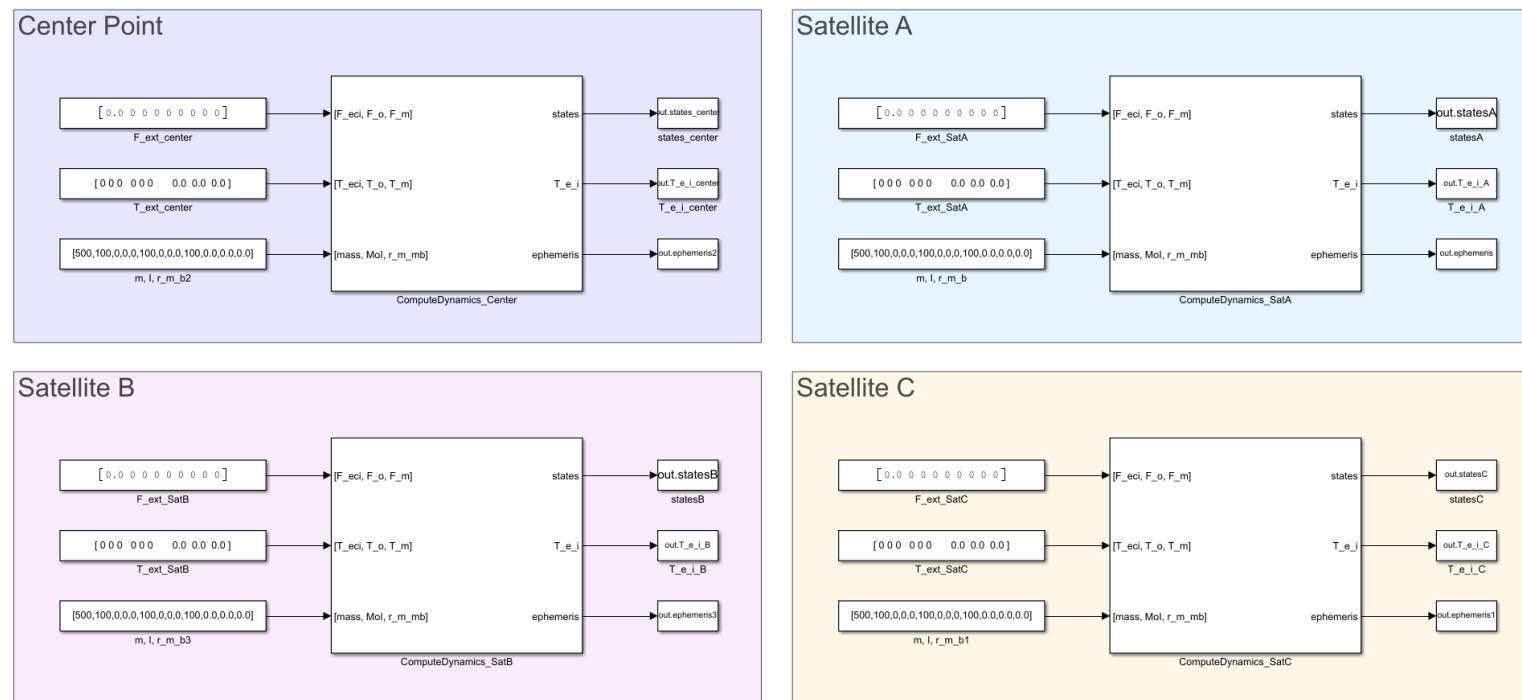 Center Point
[0.0 0 0 0 0 0 0 0 0]
F_ext_center
[0 0 0 0 0 0 0.0 0.0 0.0]
T_ext_center
[500,100,0,0,0,100,0,0,0,100,0.0,0.0,0.0]
m, I, r_m_b2
[F_eci, F_o, F_m]
[T_eci, T_o, T_m]
[mass, MoI, r_m_mb]
states
T_e_i
ephemeris
ComputeDynamics_Center
out.states_center
states_center
out.T_e_i_center
T_e_i_center
out.ephemeris2
Satellite A
[0.0 0 0 0 0 0 0 0 0]
F_ext_SatA
[0 0 0 0 0 0 0.0 0.0 0.0]
T_ext_SatA
[500,100,0,0,0,100,0,0,0,100,0.0,0.0,0.0]
m, I, r_m_b
[F_eci, F_o, F_m]
[T_eci, T_o, T_m]
[mass, MoI, r_m_mb]
states
T_e_i
ephemeris
ComputeDynamics_SatA
out.statesA
statesA
out.T_e_i_A
T_e_i_A
out.ephemeris
Satellite B
[0.0 0 0 0 0 0 0 0 0]
F_ext_SatB
[0 0 0 0 0 0 0.0 0.0 0.0]
T_ext_SatB
[500,100,0,0,0,100,0,0,0,100,0.0,0.0,0.0]
m, I, r_m_b3
[F_eci, F_o, F_m]
[T_eci, T_o, T_m]
[mass, MoI, r_m_mb]
states
T_e_i
ephemeris
ComputeDynamics_SatB
out.statesB
statesB
out.T_e_i_B
T_e_i_B
out.ephemeris3
Satellite C
[0.0 0 0 0 0 0 0 0 0]
F_ext_SatC
[0 0 0 0 0 0 0.0 0.0 0.0]
T_ext_SatC
[500,100,0,0,0,100,0,0,0,100,0.0,0.0,0.0]
m, I, r_m_b1
[F_eci, F_o, F_m]
[T_eci, T_o, T_m]
[mass, MoI, r_m_mb]
states
T_e_i
ephemeris
ComputeDynamics_SatC
out.statesC
statesC
out.T_e_i_C
T_e_i_C
out.ephemeris1